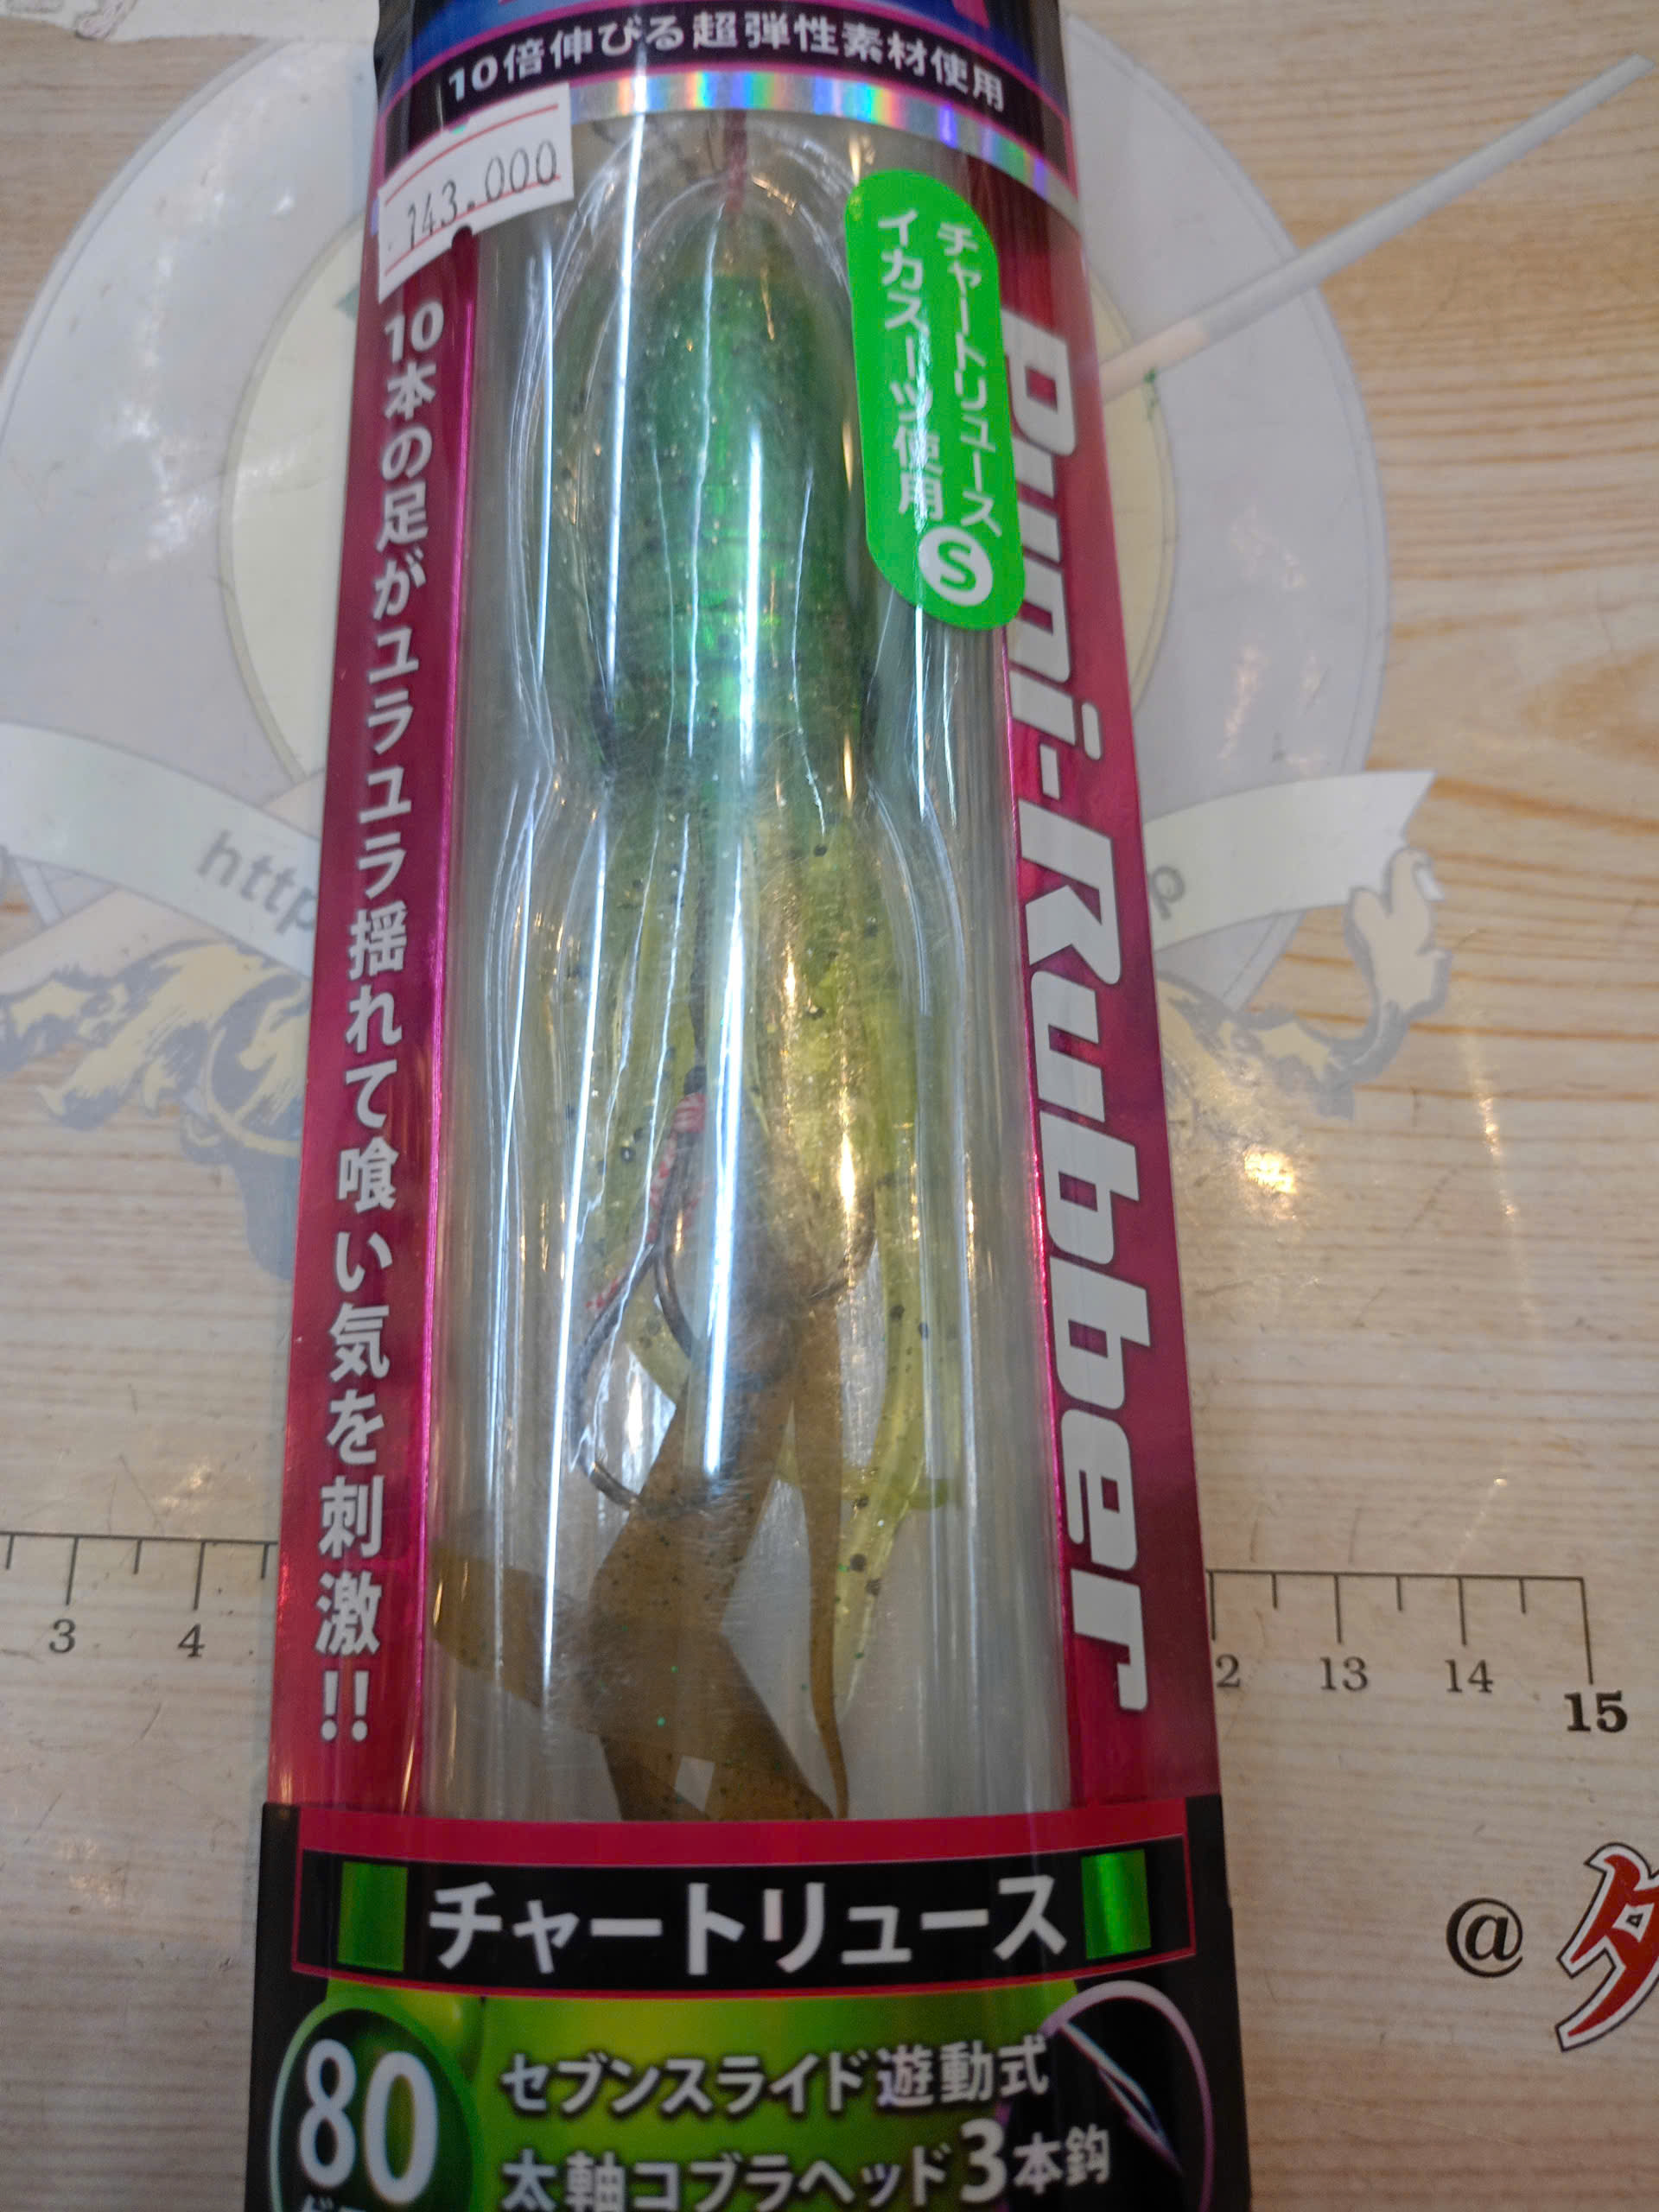 10倍伸びる超弾性素材使用
143.000
チャートリュース
イカスーツ使用
S
10本の足がユラユラ揺れて喰い気を刺激!!
Puni-Rubber
http
p
3 4
2 13 14 15
@
チャートリュース
80
セブンスライド遊動式
太軸コブラヘッド3本鈎